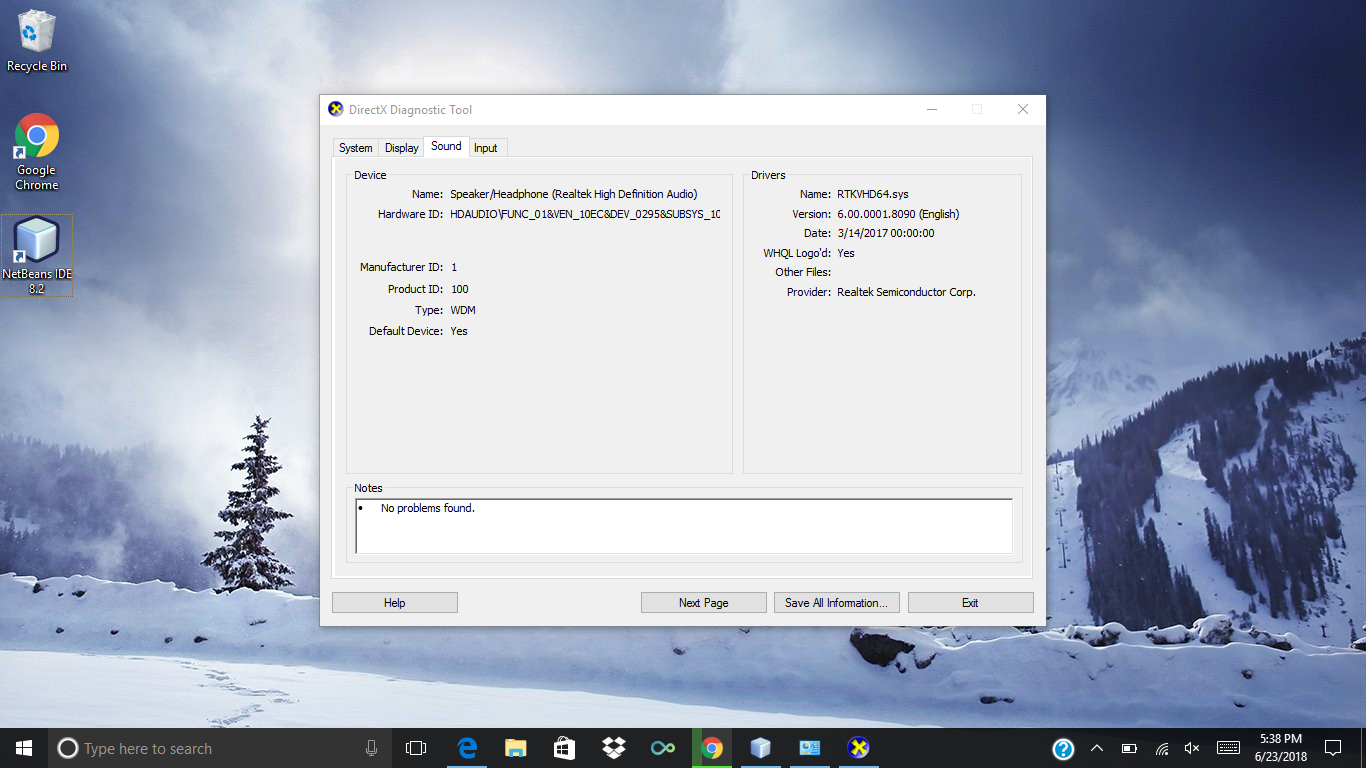 Recycle Bin
Google
Chrome
NetBeans IDE
8.2
DirectX Diagnostic Tool
System Display Sound Input
Device
Name: Speaker/Headphone (Realtek High Definition Audio)
Hardware ID: HDAUDIO\FUNC_01&VEN_10EC&DEV_0295&SUBSYS_10
Manufacturer ID: 1
Product ID: 100
Type: WDM
Default Device: Yes
Drivers
Name: RTKVHD64.sys
Version: 6.00.0001.8090 (English)
Date: 3/14/2017 00:00:00
WHQL Logo'd: Yes
Other Files:
Provider: Realtek Semiconductor Corp.
Notes
• No problems found.
Help Next Page Save All Information... Exit
Type here to search
5:38 PM
6/23/2018